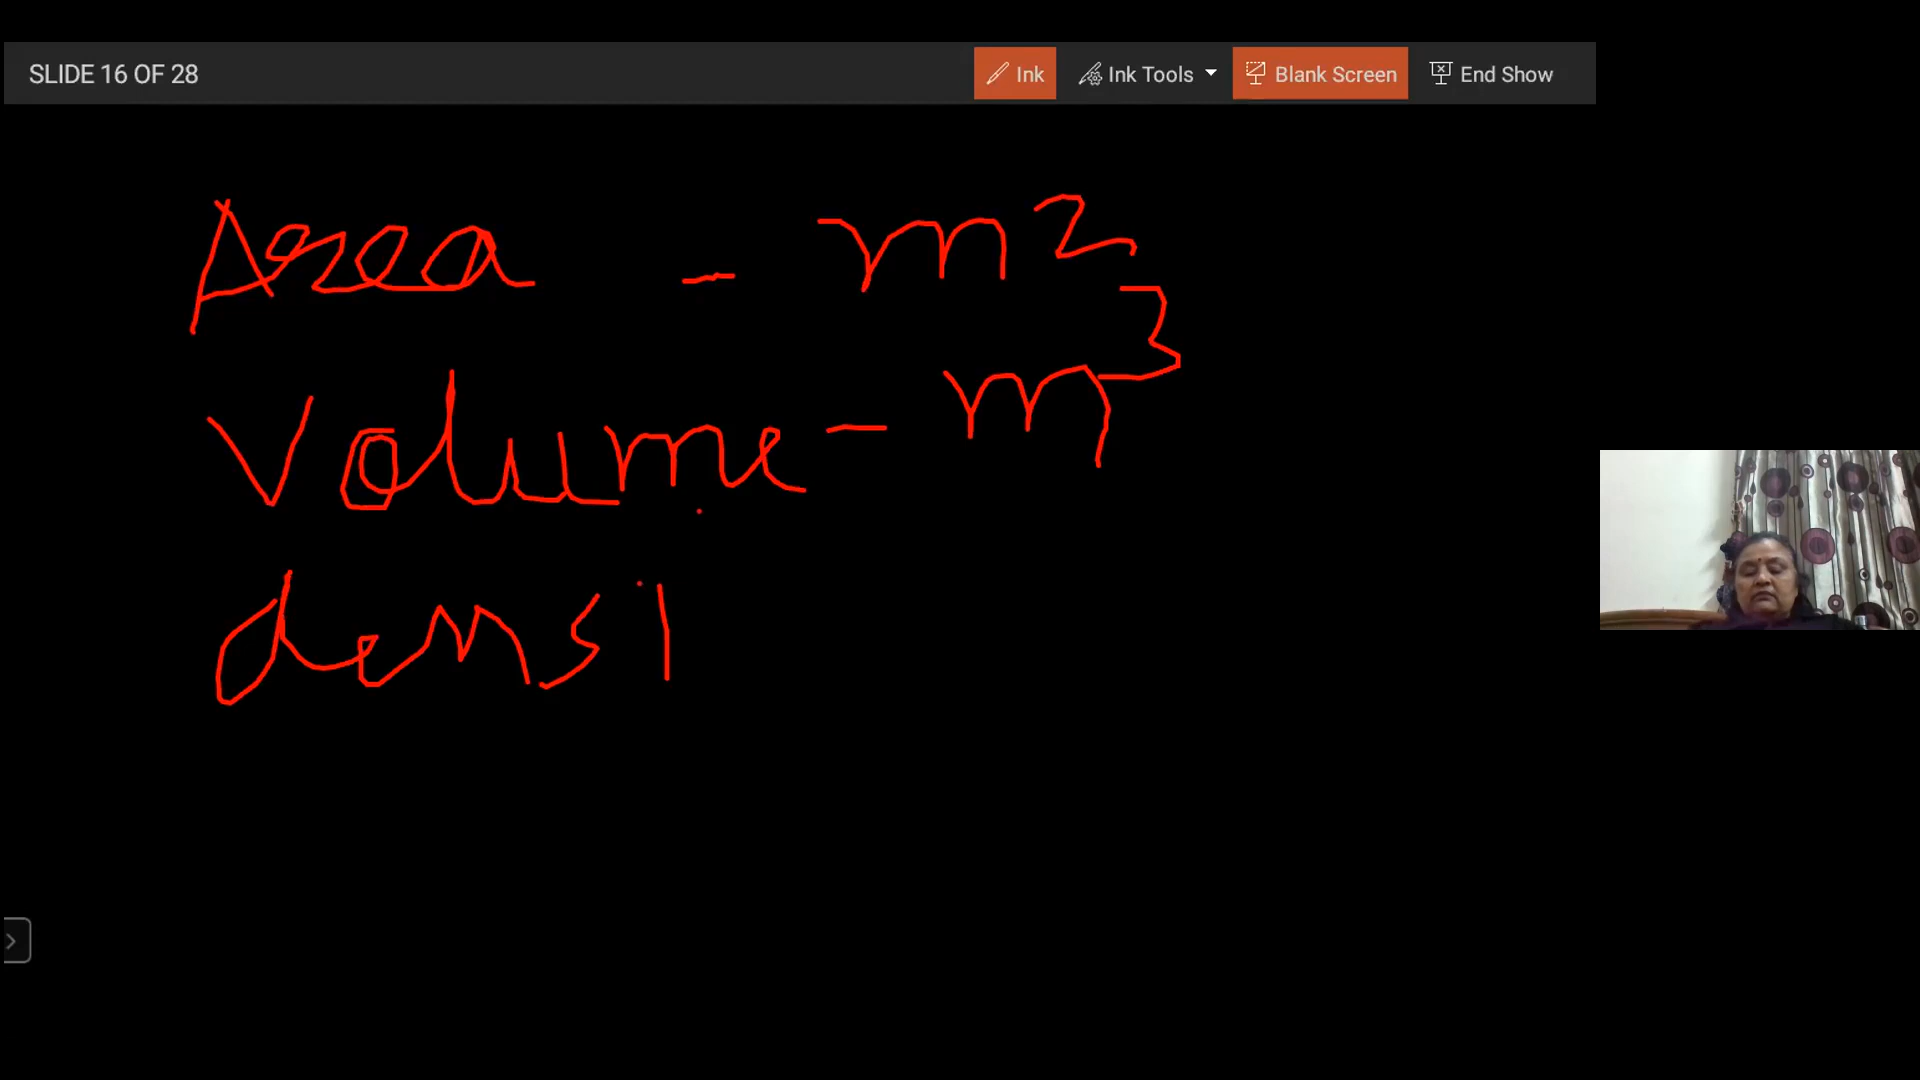 SLIDE 16 OF 28 Ink Ink Tools Blank Screen End Show
Area - m²
Volume - m³
densi